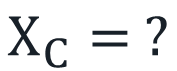 X_C = ?